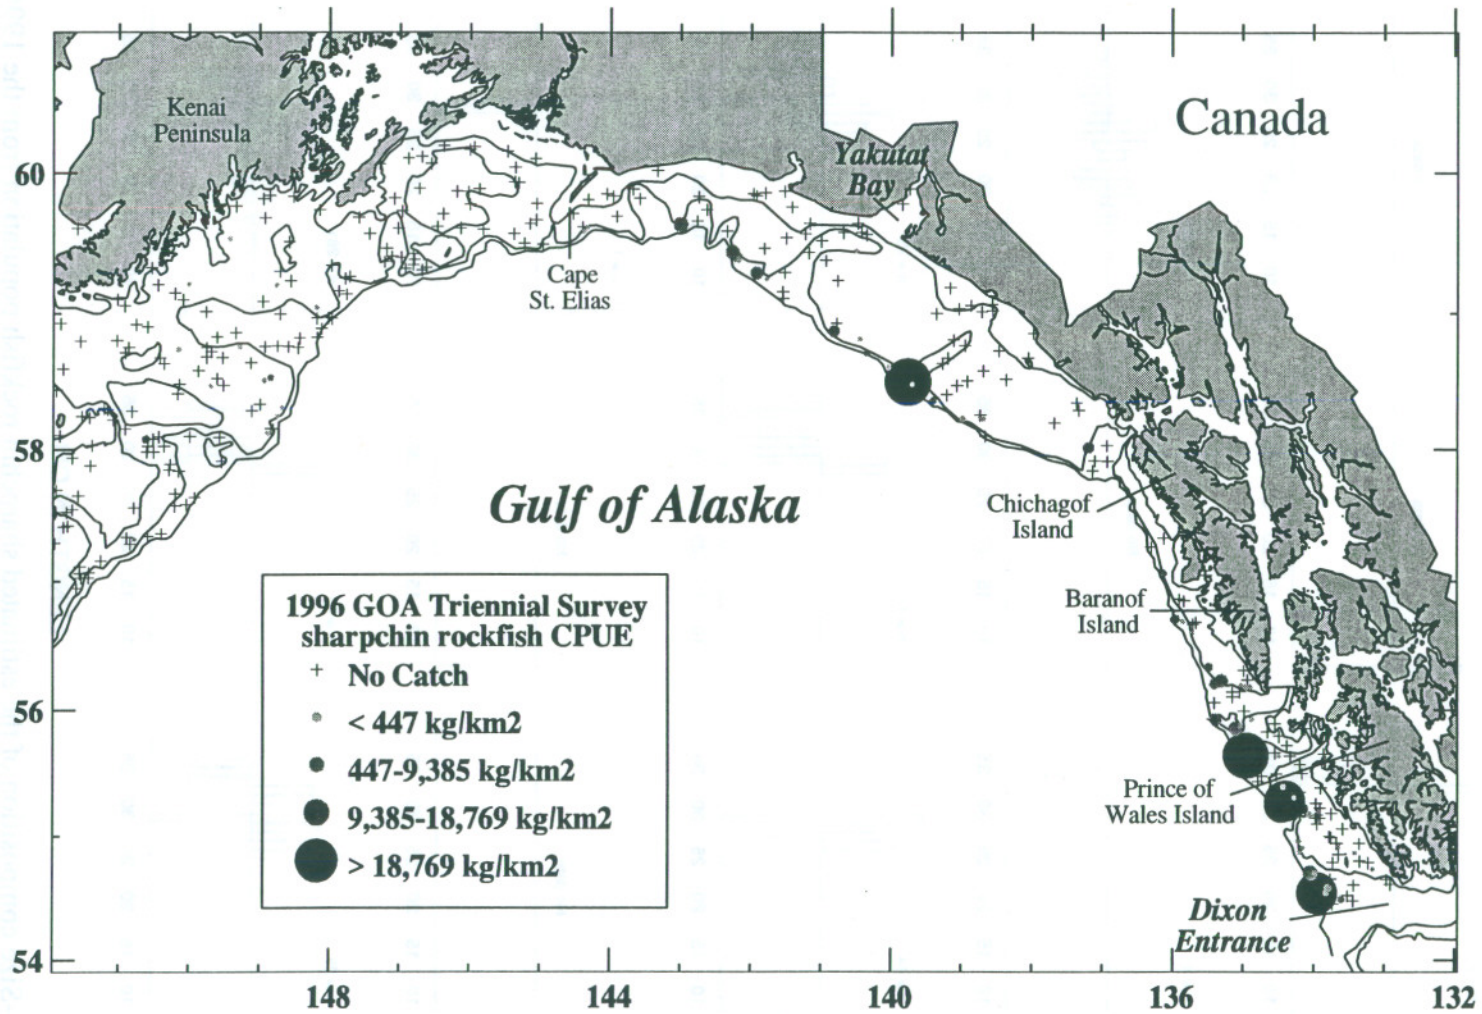 Canada
Kenai
Peninsula
Yakutat
Bay
60
Cape
St. Elias
58
Gulf of Alaska
Chichagof
Island
Baranof
Island
1996 GOA Triennial Survey
sharpchin rockfish CPUE
No Catch
< 447 kg/km2
447-9,385 kg/km2
9,385-18,769 kg/km2
> 18,769 kg/km2
56
Prince of
Wales Island
Dixon
Entrance
54
148
144
140
136
132